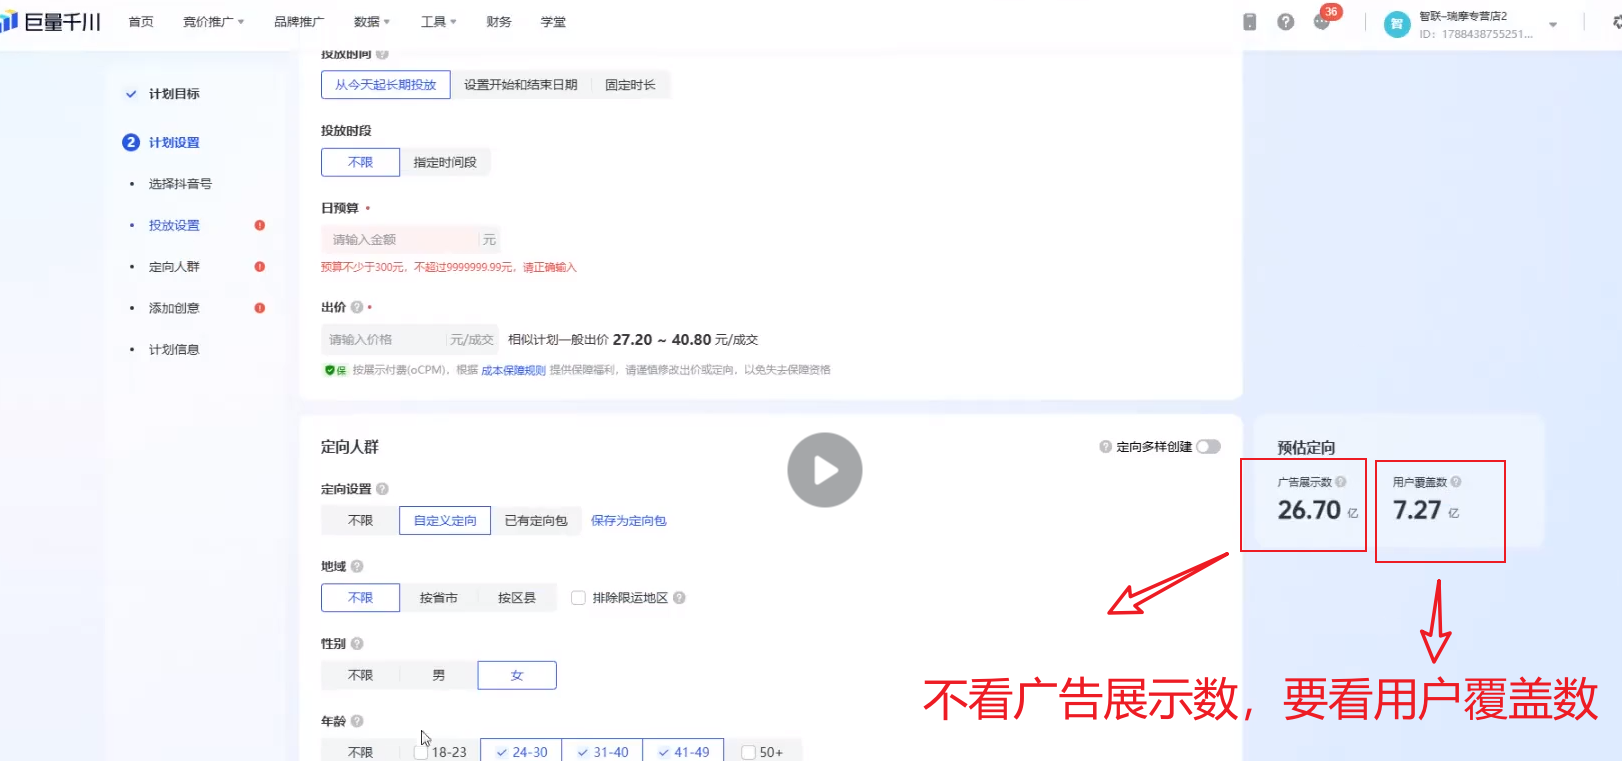 巨量千川 首页 竞价推广 品牌推广 数据 工具 财务 学堂 36 智 智联-瑞摩专营店2
ID: 1788438755251...
投放时间
从今天起长期投放 设置开始和结束日期 固定时长
计划目标
投放时段
2 计划设置
不限 指定时间段
选择抖音号
日预算
投放设置
请输入金额 元
定向人群
预算不少于300元，不超过9999999.99元，请正确输入
添加创意
出价
请输入价格 元/成交 相似计划一般出价 27.20 ~ 40.80 元/成交
计划信息
保 按展示付费(oCPM)，根据 成本保障规则 提供保障福利，请谨慎修改出价或定向，以免失去保障资格
定向人群 定向多样创建 预估定向
定向设置 广告展示数 用户覆盖数
26.70 亿 7.27 亿
不限 自定义定向 已有定向包 保存为定向包
地域
不限 按省市 按区县 排除限运地区
性别
不限 男 女
不看广告展示数，要看用户覆盖数
年龄
不限 18-23 24-30 31-40 41-49 50+